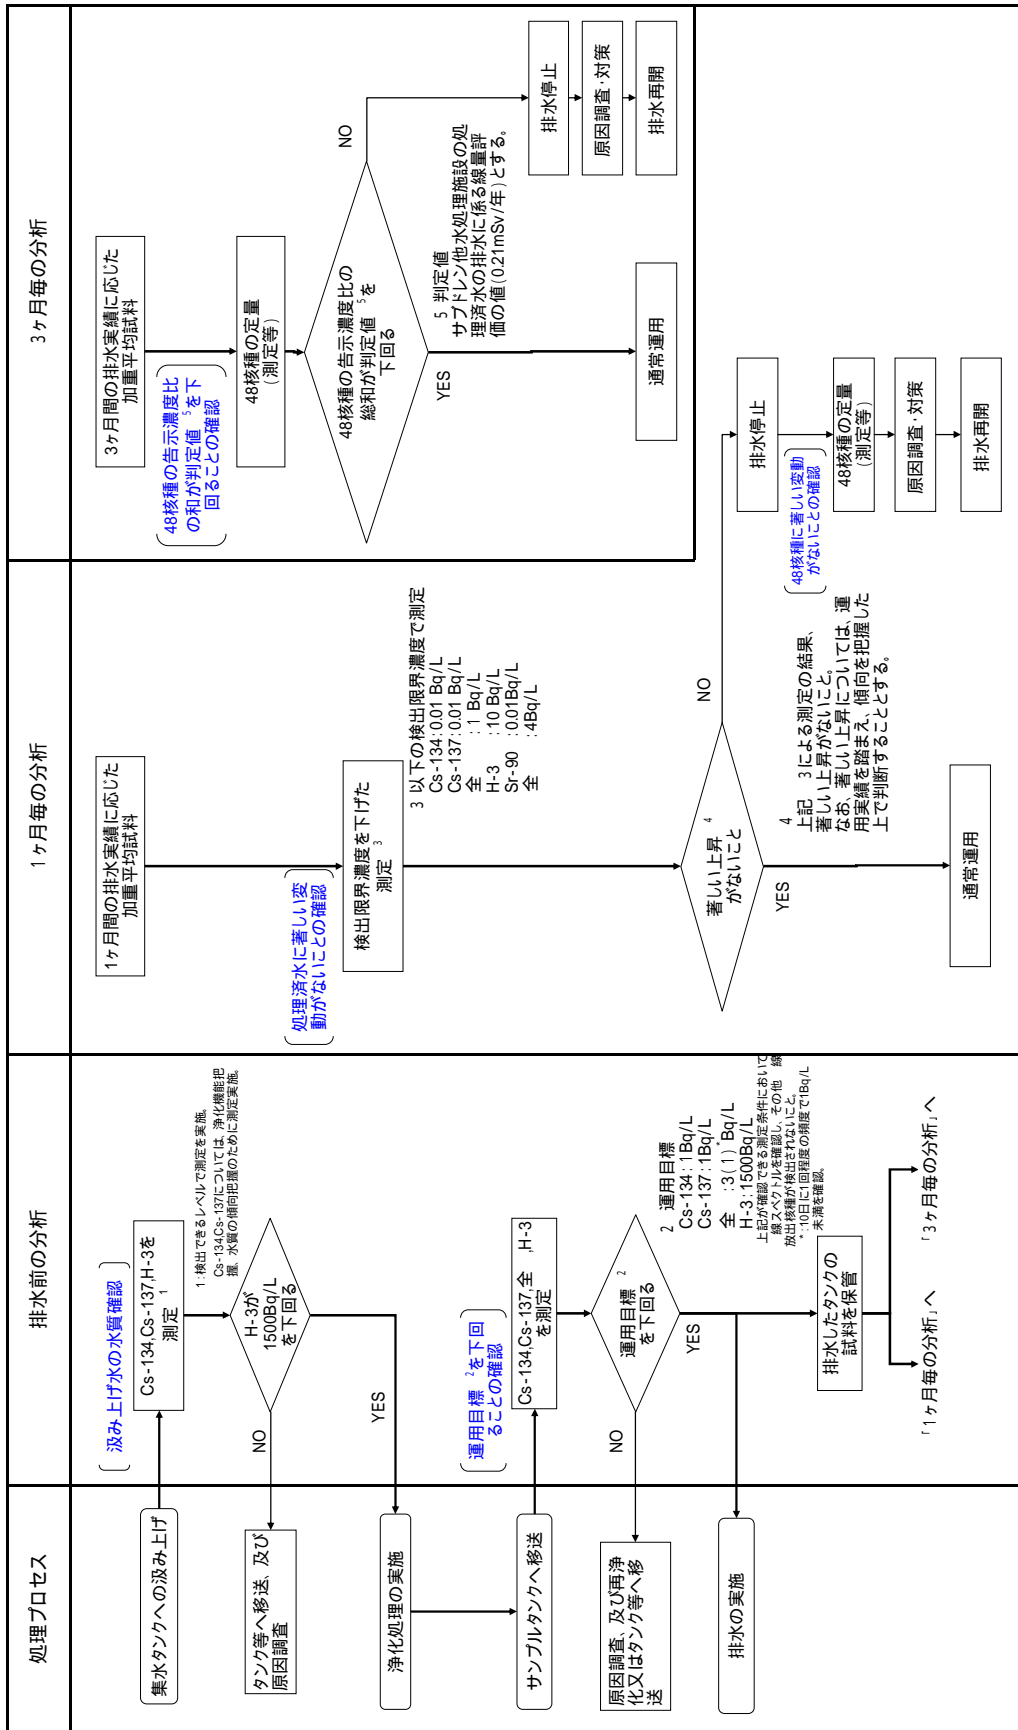 処理プロセス
集水タンクへの汲み上げ
タンク等へ移送、及び
原因調査
浄化処理の実施
サンプルタンクへ移送
原因調査、及び再浄
化又はタンク等へ移
送
排水の実施
排水前の分析
汲み上げ水の水質確認
Cs-134,Cs-137,H-3を
測定 1
1:検出できるレベルで測定を実施。
Cs-134,Cs-137については、浄化機能把
握、水質の傾向把握のために測定実施。
H-3が
1500Bq/L
を下回る
NO
YES
運用目標 2を下回
ることの確認
Cs-134,Cs-137,全 ,H-3
を測定
運用目標 2
を下回る
NO
YES
2 運用目標
Cs-134:1Bq/L
Cs-137:1Bq/L
全 :3(1)*Bq/L
H-3:1500Bq/L
上記が確認できる測定条件において
線スペクトルを確認し、その他 線
放出核種が検出されないこと。
*:10日に1回程度の頻度で1Bq/L
未満を確認。
排水したタンクの
試料を保管
「1ヶ月毎の分析」へ
「3ヶ月毎の分析」へ
1ヶ月毎の分析
1ヶ月間の排水実績に応じた
加重平均試料
処理済水に著しい変
動がないことの確認
検出限界濃度を下げた
測定 3
3 以下の検出限界濃度で測定
Cs-134:0.01 Bq/L
Cs-137:0.01 Bq/L
全 :1 Bq/L
H-3 :10 Bq/L
Sr-90 :0.01Bq/L
全 :4Bq/L
著しい上昇 4
がないこと
NO
YES
4
上記 3による測定の結果、
著しい上昇がないこと。
なお、著しい上昇については、運
用実績を踏まえ、傾向を把握した
上で判断することとする。
通常運用
排水停止
48核種に著しい変動
がないことの確認
48核種の定量
(測定等)
原因調査・対策
排水再開
3ヶ月毎の分析
3ヶ月間の排水実績に応じた
加重平均試料
48核種の告示濃度比
の和が判定値 5を下
回ることの確認
48核種の定量
(測定等)
48核種の告示濃度比の
総和が判定値 5を
下回る
NO
YES
5 判定値
サブドレン他水処理施設の処
理済水の排水に係る線量評
価の値(0.21mSv/年)とする。
通常運用
排水停止
原因調査・対策
排水再開